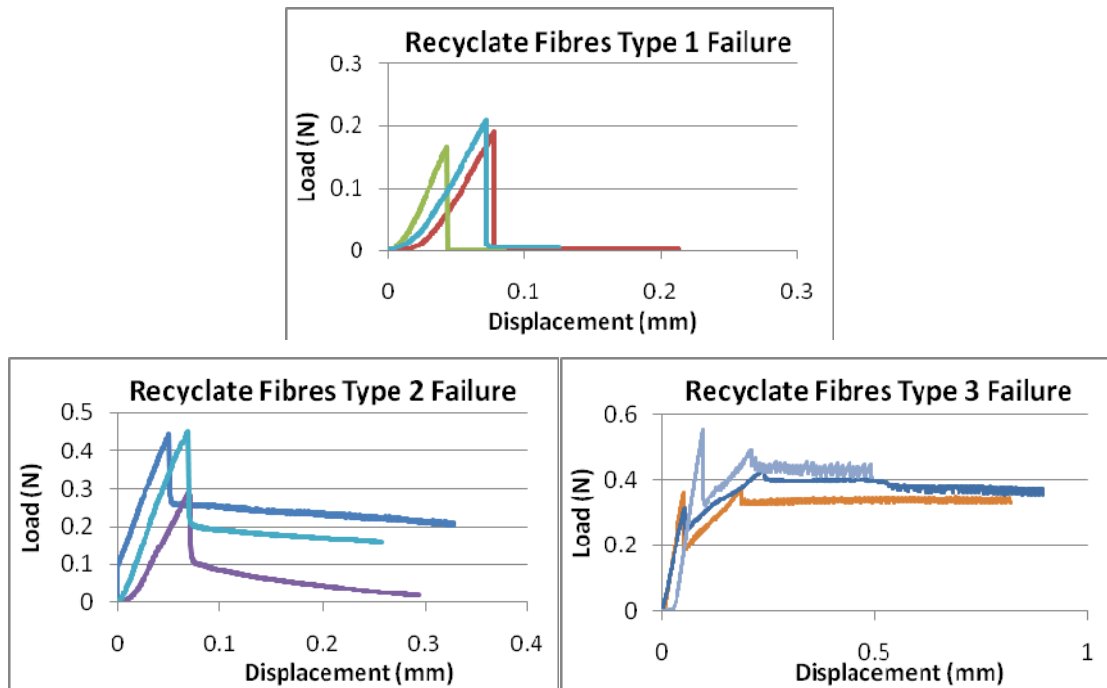 Recyclate Fibres Type 1 Failure
0.3
0.2
0.1
0
Load (N)
0 0.1 0.2 0.3
Displacement (mm)
Recyclate Fibres Type 2 Failure
0.5
0.4
0.3
0.2
0.1
0
Load (N)
0 0.1 0.2 0.3 0.4
Displacement (mm)
Recyclate Fibres Type 3 Failure
0.6
0.4
0.2
0
Load (N)
0 0.5 1
Displacement (mm)